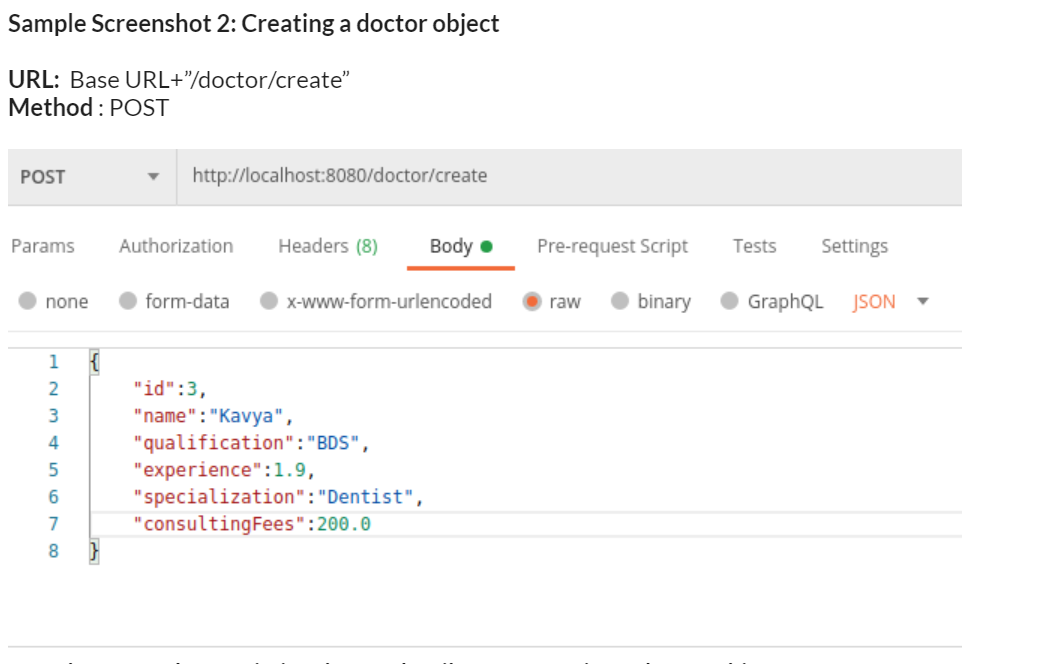 Sample Screenshot 2: Creating a doctor object
URL: Base URL+”/doctor/create”
Method : POST
POST http://localhost:8080/doctor/create
Params Authorization Headers (8) Body Pre-request Script Tests Settings
none form-data x-www-form-urlencoded raw binary GraphQL JSON
1 {
2 "id":3,
3 "name":"Kavya",
4 "qualification":"BDS",
5 "experience":1.9,
6 "specialization":"Dentist",
7 "consultingFees":200.0
8 }